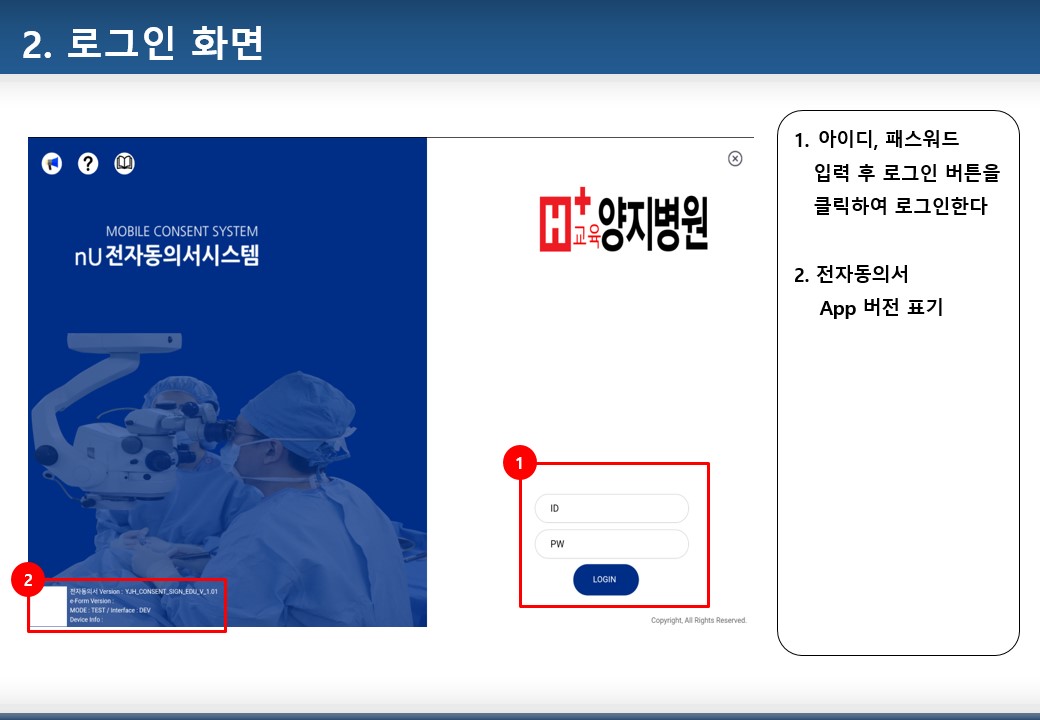 2. 로그인 화면
?
MOBILE CONSENT SYSTEM
nU전자동의서시스템
H+교육양지병원
1
ID
PW
LOGIN
2
전자동의서 Version : YJH_CONSENT_SIGN_EDU_V_1.01
e-Form Version
MODE : TEST / Interface : DEV
Device Info :
Copyright, All Rights Reserved.
1. 아이디, 패스워드
입력 후 로그인 버튼을
클릭하여 로그인한다
2. 전자동의서
App 버전 표기